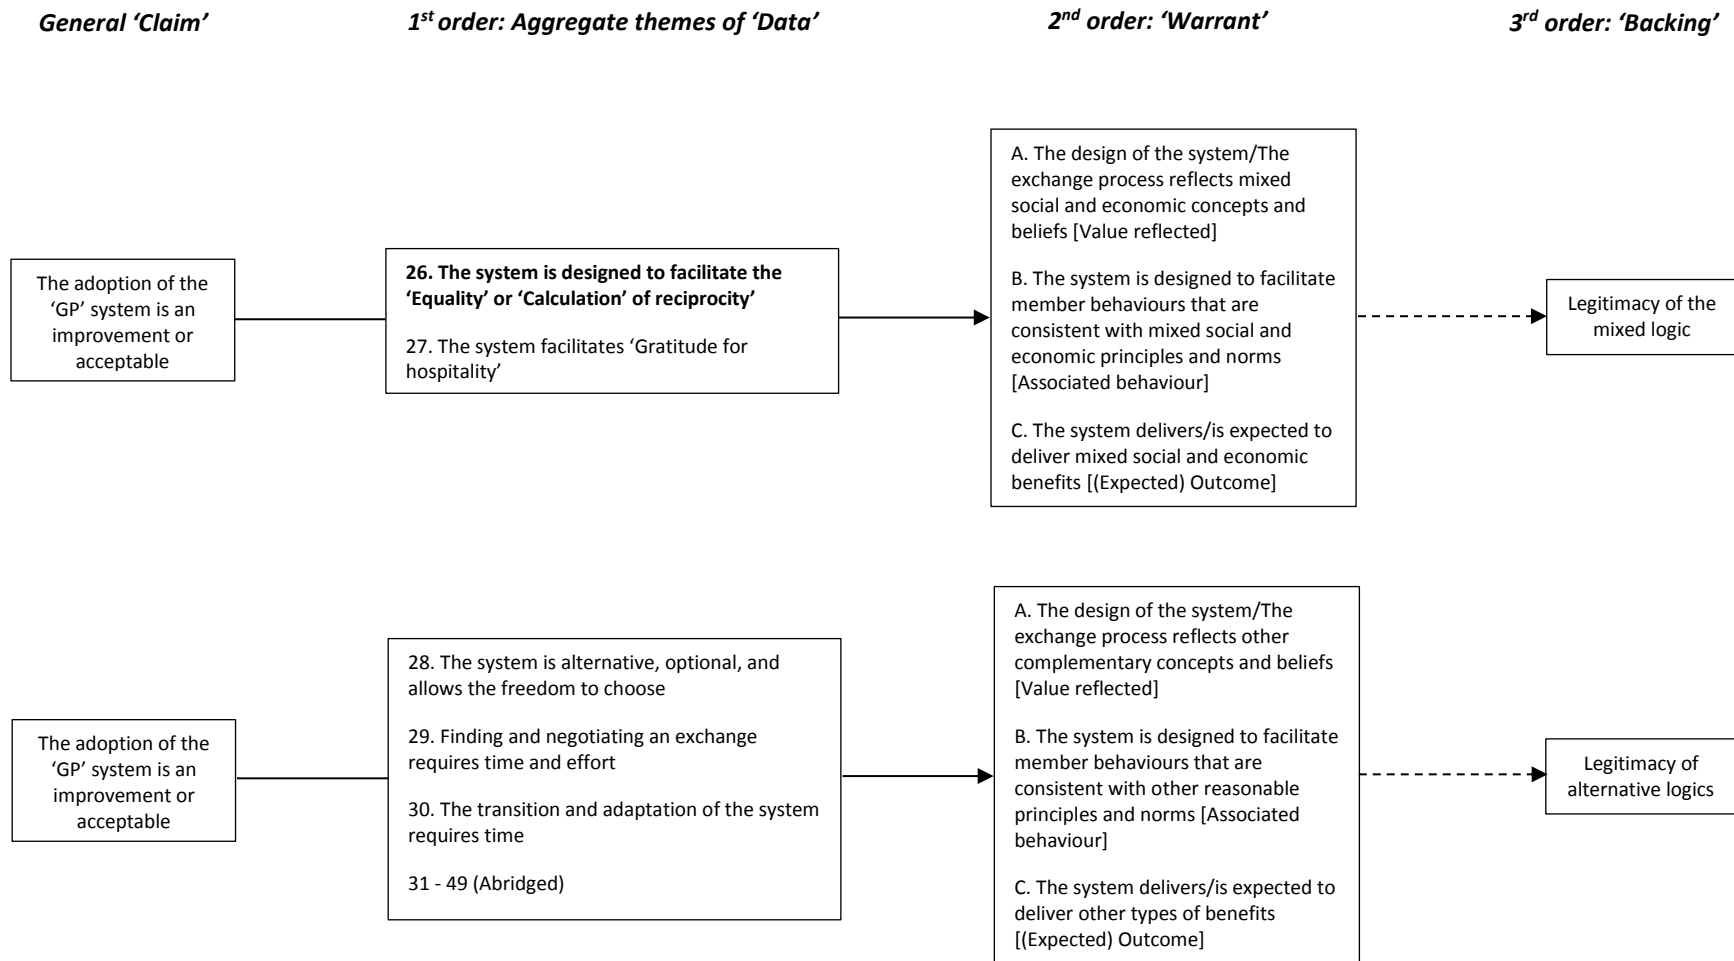 General ‘Claim’
1st order: Aggregate themes of ‘Data’
2nd order: ‘Warrant’
3rd order: ‘Backing’
The adoption of the
‘GP’ system is an
improvement or
acceptable
26. The system is designed to facilitate the
‘Equality’ or ‘Calculation’ of reciprocity’
27. The system facilitates ‘Gratitude for
hospitality’
A. The design of the system/The
exchange process reflects mixed
social and economic concepts and
beliefs [Value reflected]
B. The system is designed to facilitate
member behaviours that are
consistent with mixed social and
economic principles and norms
[Associated behaviour]
C. The system delivers/is expected to
deliver mixed social and economic
benefits [(Expected) Outcome]
Legitimacy of the
mixed logic
The adoption of the
‘GP’ system is an
improvement or
acceptable
28. The system is alternative, optional, and
allows the freedom to choose
29. Finding and negotiating an exchange
requires time and effort
30. The transition and adaptation of the system
requires time
31 - 49 (Abridged)
A. The design of the system/The
exchange process reflects other
complementary concepts and beliefs
[Value reflected]
B. The system is designed to facilitate
member behaviours that are
consistent with other reasonable
principles and norms [Associated
behaviour]
C. The system delivers/is expected to
deliver other types of benefits
[(Expected) Outcome]
Legitimacy of
alternative logics